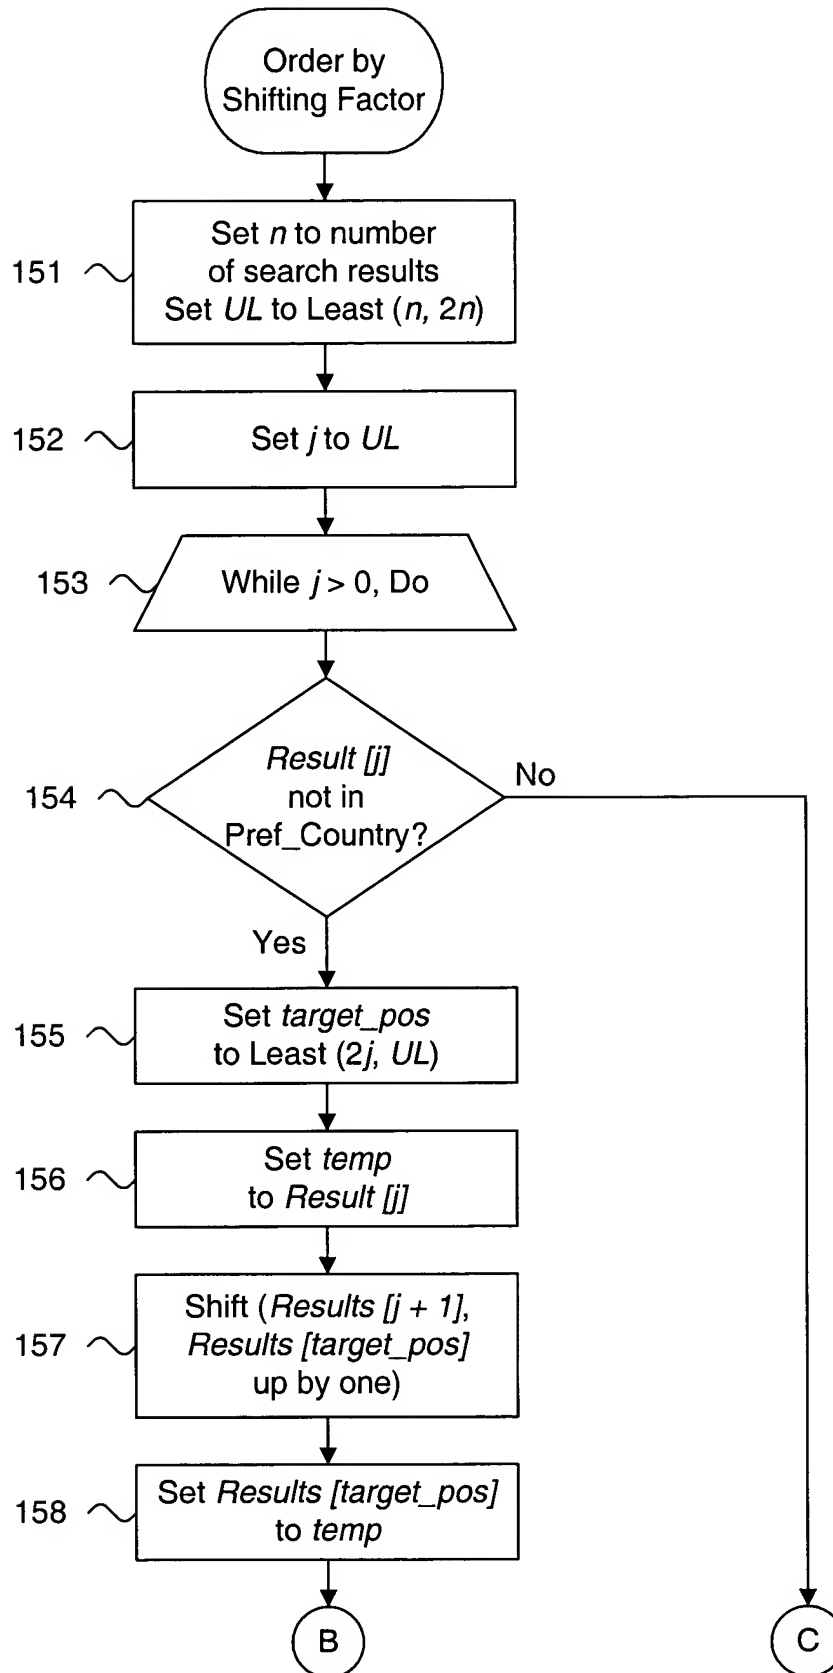 Order by
Shifting Factor
151
Set n to number
of search results
Set UL to Least (n, 2n)
152
Set j to UL
153
While j > 0, Do
154
Result [j]
not in
Pref_Country?
No
Yes
155
Set target_pos
to Least (2j, UL)
156
Set temp
to Result [j]
157
Shift (Results [j + 1],
Results [target_pos]
up by one)
158
Set Results [target_pos]
to temp
B
C